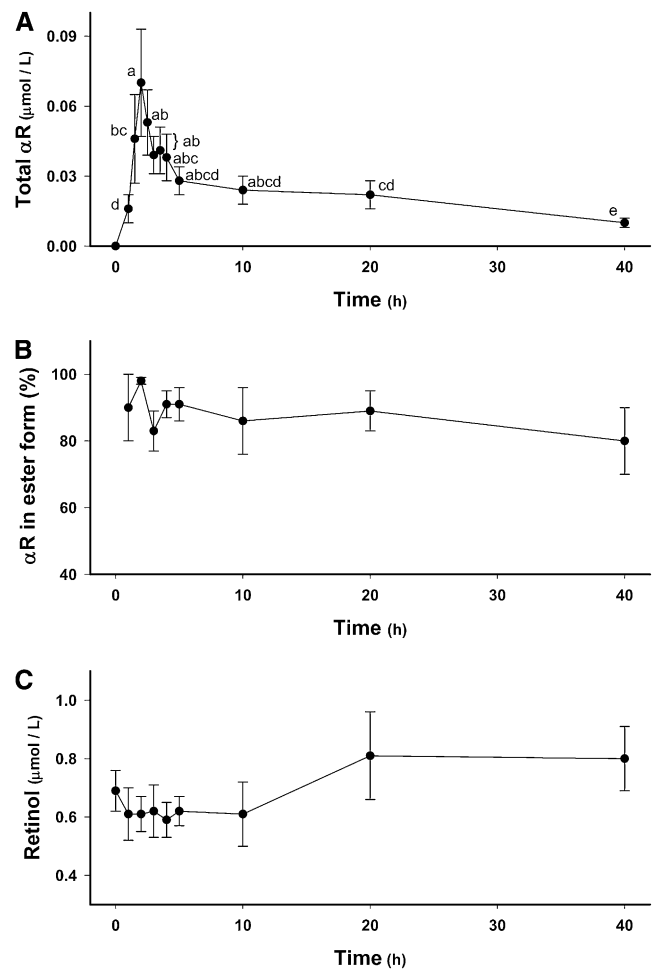 A
Total αR (μmol / L)
0.09
0.06
0.03
0.00
a
bc
ab
} ab
abc
abcd
d
abcd
cd
e
0 10 20 30 40
Time (h)
B
αR in ester form (%)
100
80
60
40
0 10 20 30 40
Time (h)
C
Retinol (μmol / L)
1.0
0.8
0.6
0.4
0 10 20 30 40
Time (h)